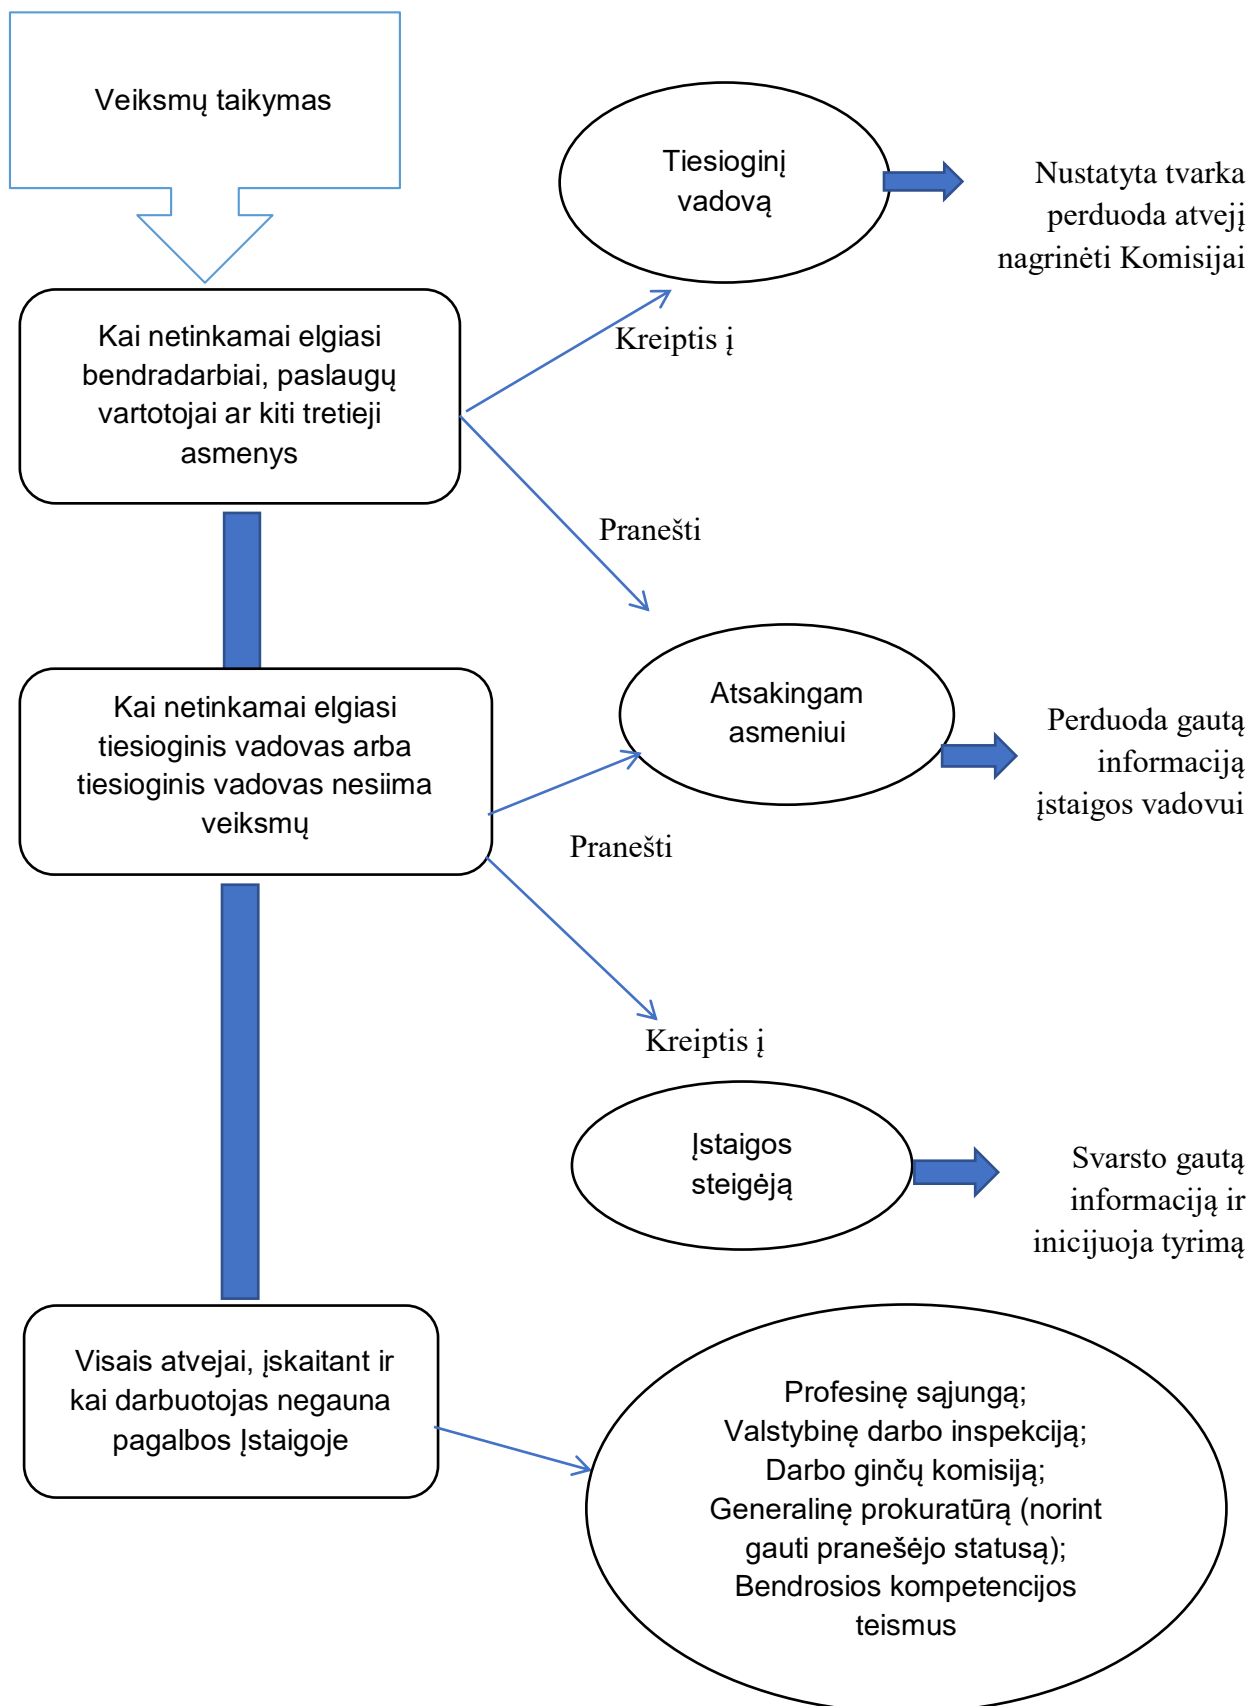 Veiksmų taikymas
Tiesioginį
vadovą
Nustatyta tvarka
perduoda atvejį
nagrinėti Komisijai
Kai netinkamai elgiasi
bendradarbiai, paslaugų
vartotojai ar kiti tretieji
asmenys
Kreiptis į
Pranešti
Kai netinkamai elgiasi
tiesioginis vadovas arba
tiesioginis vadovas nesiima
veiksmų
Atsakingam
asmeniui
Perduoda gautą
informaciją
įstaigos vadovui
Pranešti
Kreiptis į
Įstaigos
steigėją
Svarsto gautą
informaciją ir
inicijuoja tyrimą
Visais atvejai, įskaitant ir
kai darbuotojas negauna
pagalbos Įstaigoje
Profesinę sąjungą;
Valstybinę darbo inspekciją;
Darbo ginčų komisiją;
Generalinę prokuratūrą (norint
gauti pranešėjo statusą);
Bendrosios kompetencijos
teismus